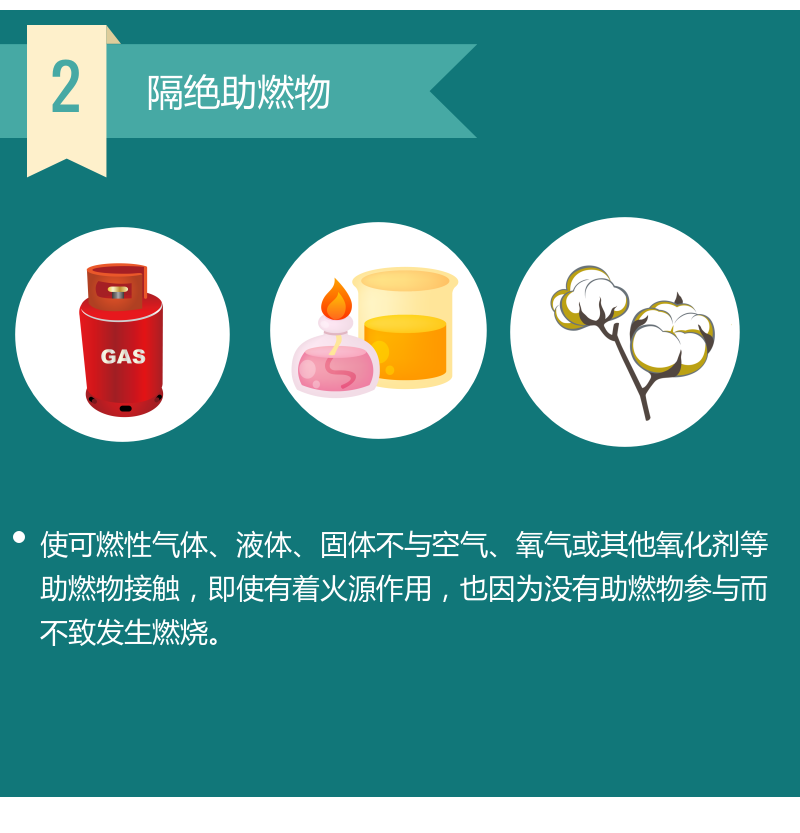 2
隔绝助燃物
GAS
使可燃性气体、液体、固体不与空气、氧气或其他氧化剂等
助燃物接触，即使有着火源作用，也因为没有助燃物参与而
不致发生燃烧。